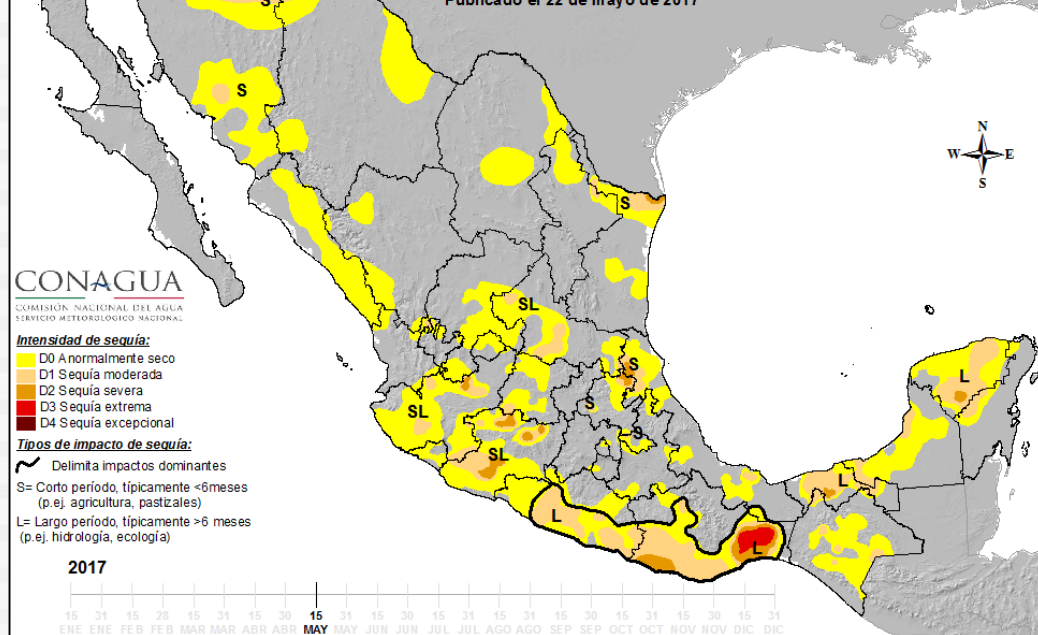 Publicado el 22 de mayo de 2017
S
S
N
W
E
S
S
SL
S
L
SL
S
S
SL
L
L
L
CONAGUA
COMISIÓN NACIONAL DEL AGUA
SERVICIO METEOROLÓGICO NACIONAL
Intensidad de sequía:
D0 Anormalmente seco
D1 Sequía moderada
D2 Sequía severa
D3 Sequía extrema
D4 Sequía excepcional
Tipos de impacto de sequía:
Delimita impactos dominantes
S= Corto período, típicamente <6meses
(p.ej. agricultura, pastizales)
L= Largo período, típicamente >6 meses
(p.ej. hidrología, ecología)
2017
15 31 15 28 15 31 15 30 15 31 15 30 15 31 15 31 15 30 15 31 15 30 15 31
ENE ENE FEB FEB MAR MAR ABR ABR MAY MAY JUN JUN JUL JUL AGO AGO SEP SEP OCT OCT NOV NOV DIC DIC